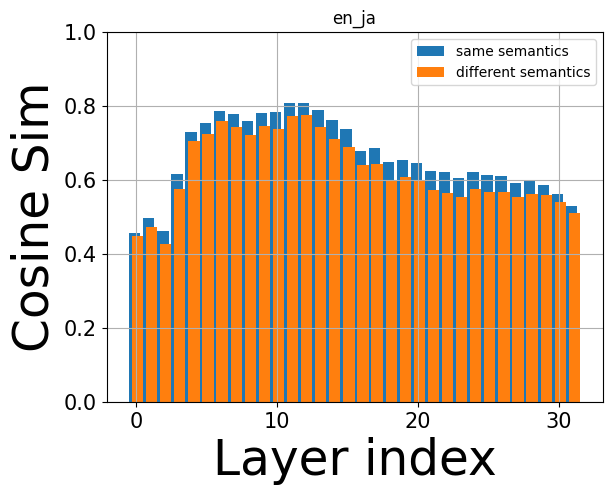 en_ja
same semantics
different semantics
Cosine Sim
1.0
0.8
0.6
0.4
0.2
0.0
0 10 20 30
Layer index